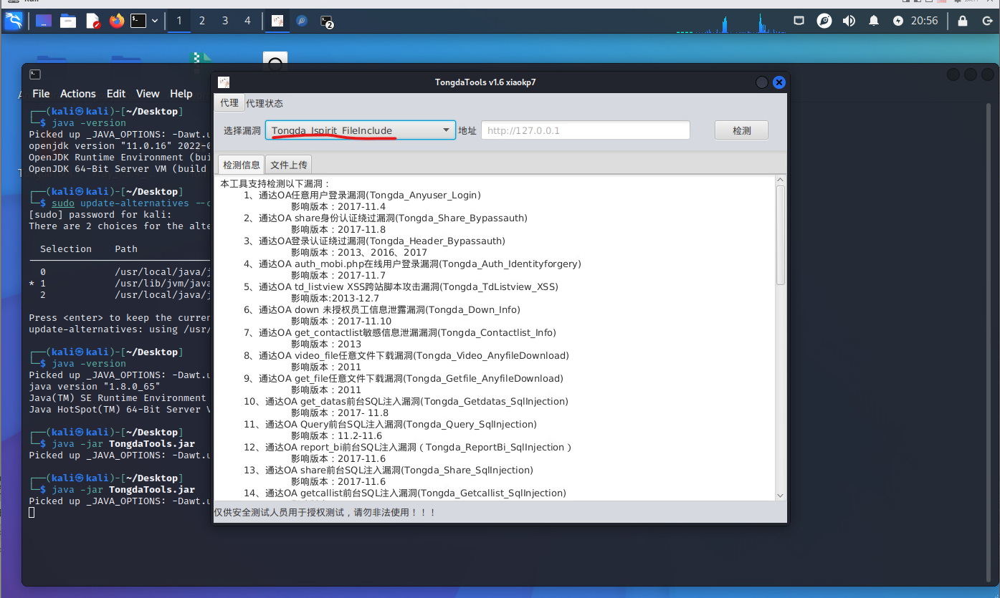 kali
1 2 3 4
2
20:56
File Actions Edit View Help
TongdaTools v1.6 xiaokp7
代理 代理状态
选择漏洞 Tongda_Ispirit_FileInclude 地址 http://127.0.0.1 检测
检测信息 文件上传
本工具支持检测以下漏洞：
1、通达OA任意用户登录漏洞(Tongda_Anyuser_Login)
影响版本：2017-11.4
2、通达OA share身份认证绕过漏洞(Tongda_Share_Bypassauth)
影响版本：2017-11.8
3、通达OA登录认证绕过漏洞(Tongda_Header_Bypassauth)
影响版本：2013、2016、2017
4、通达OA auth_mobi.php在线用户登录漏洞(Tongda_Auth_Identityforgery)
影响版本：2017-11.7
5、通达OA td_listview XSS跨站脚本攻击漏洞(Tongda_TdListview_XSS)
影响版本:2013-12.7
6、通达OA down 未授权员工信息泄露漏洞(Tongda_Down_Info)
影响版本：2017-11.10
7、通达OA get_contactlist敏感信息泄漏漏洞(Tongda_Contactlist_Info)
影响版本：2013
8、通达OA video_file任意文件下载漏洞(Tongda_Video_AnyfileDownload)
影响版本：2011
9、通达OA get_file任意文件下载漏洞(Tongda_Getfile_AnyfileDownload)
影响版本：2011
10、通达OA get_datas前台SQL注入漏洞(Tongda_Getdatas_SqlInjection)
影响版本：2017- 11.8
11、通达OA Query前台SQL注入漏洞(Tongda_Query_SqlInjection)
影响版本：11.2-11.6
12、通达OA report_bi前台SQL注入漏洞（Tongda_ReportBi_SqlInjection）
影响版本：2017-11.6
13、通达OA share前台SQL注入漏洞(Tongda_Share_SqlInjection)
影响版本：2017-11.6
14、通达OA getcallist前台SQL注入漏洞(Tongda_Getcallist_SqlInjection)
仅供安全测试人员用于授权测试，请勿非法使用！！！
┌──(kali㉿kali)-[~/Desktop]
└─$ java -version
Picked up _JAVA_OPTIONS: -Dawt.u
openjdk version "11.0.16" 2022-0
OpenJDK Runtime Environment (bui
OpenJDK 64-Bit Server VM (build
┌──(kali㉿kali)-[~/Desktop]
└─$ sudo update-alternatives --c
[sudo] password for kali:
There are 2 choices for the alte
Selection Path
0 /usr/local/java/j
* 1 /usr/lib/jvm/java
2 /usr/local/java/j
Press <enter> to keep the curren
update-alternatives: using /usr/
┌──(kali㉿kali)-[~/Desktop]
└─$ java -version
Picked up _JAVA_OPTIONS: -Dawt.u
java version "1.8.0_65"
Java(TM) SE Runtime Environment
Java HotSpot(TM) 64-Bit Server V
┌──(kali㉿kali)-[~/Desktop]
└─$ java -jar TongdaTools.jar
Picked up _JAVA_OPTIONS: -Dawt.u
┌──(kali㉿kali)-[~/Desktop]
└─$ java -jar TongdaTools.jar
Picked up _JAVA_OPTIONS: -Dawt.u